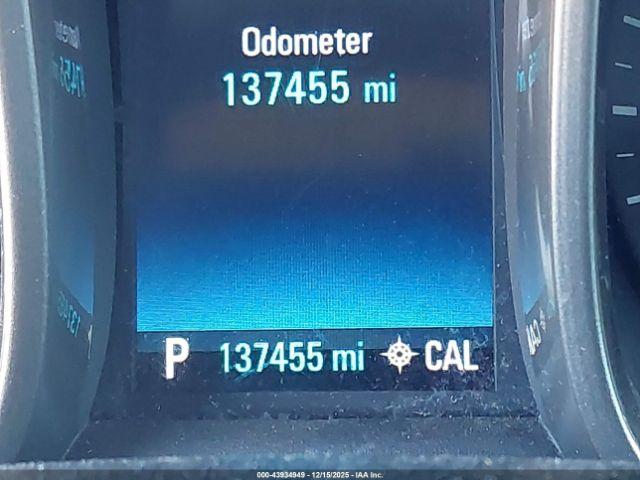 Odometer
137455 mi
P 137455 mi CAL
000-43934949 - 12/15/2025 - IAA Inc.